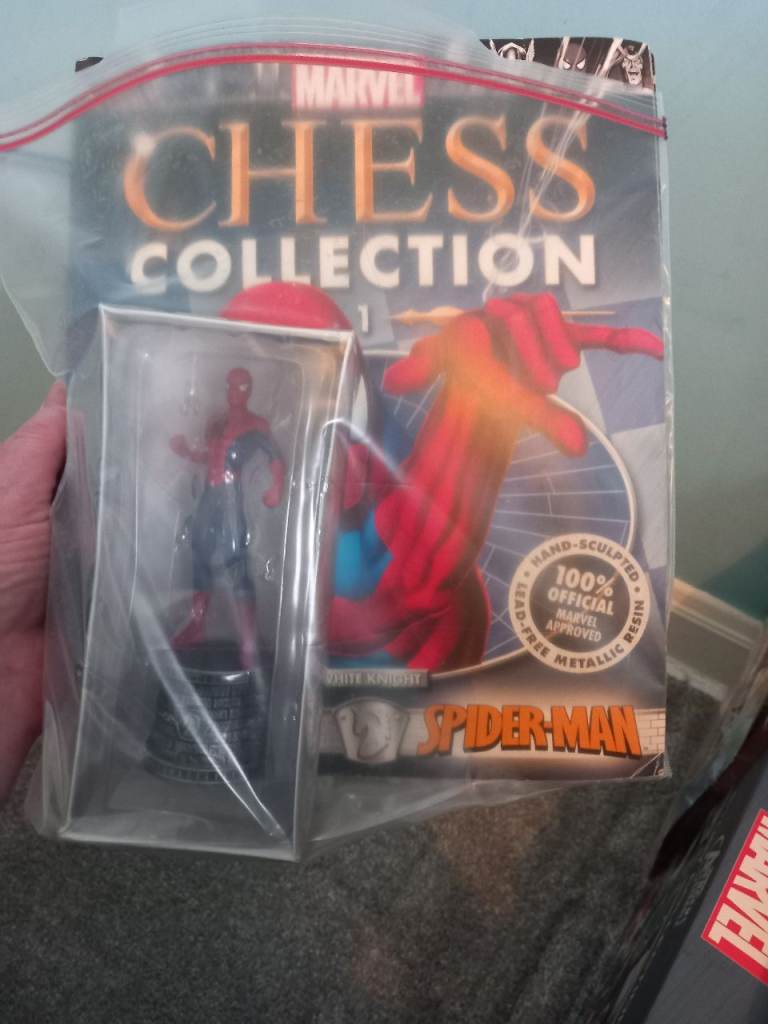 MARVEL
CHESS
COLLECTION
1
HAND-SCULPTED
100%
OFFICIAL
MARVEL
APPROVED
LEAD-FREE METALLIC RESIN
WHITE KNIGHT
SPIDER-MAN
MARVEL